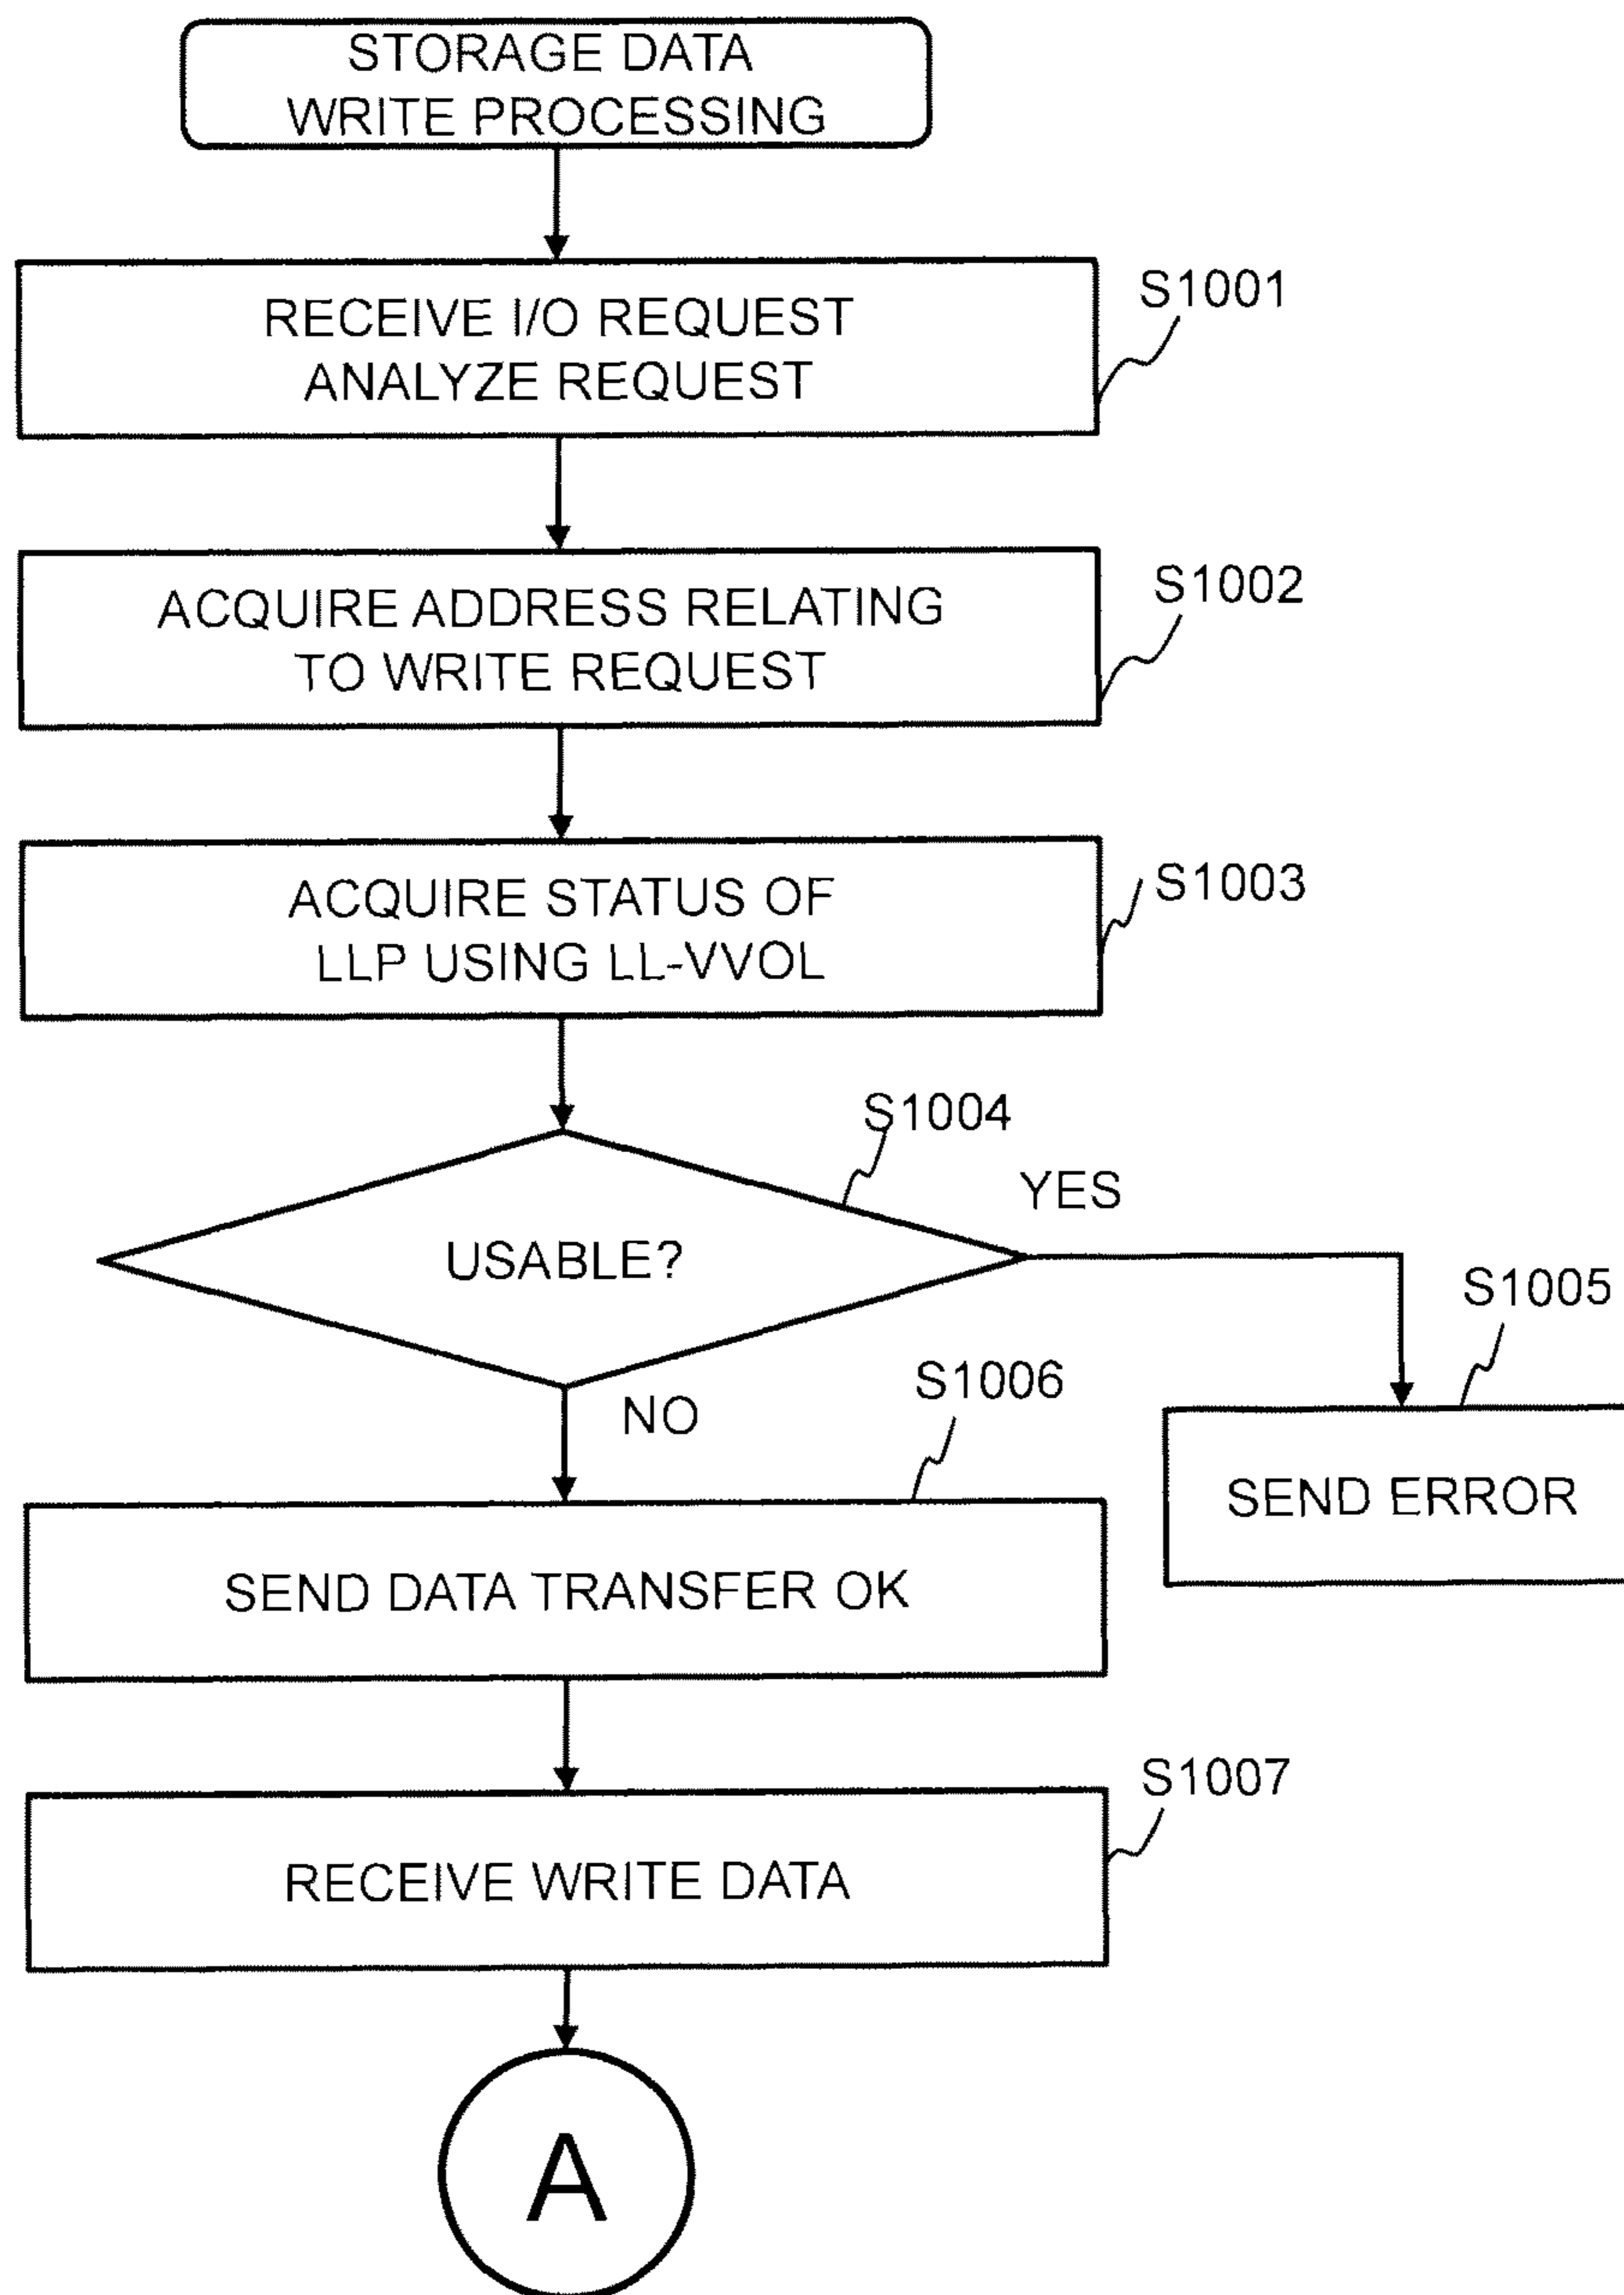 STORAGE DATA
WRITE PROCESSING
RECEIVE I/O REQUEST
ANALYZE REQUEST
S1001
ACQUIRE ADDRESS RELATING
TO WRITE REQUEST
S1002
ACQUIRE STATUS OF
LLP USING LL-VVOL
S1003
S1004
USABLE?
YES
NO
S1005
SEND ERROR
S1006
SEND DATA TRANSFER OK
S1007
RECEIVE WRITE DATA
A